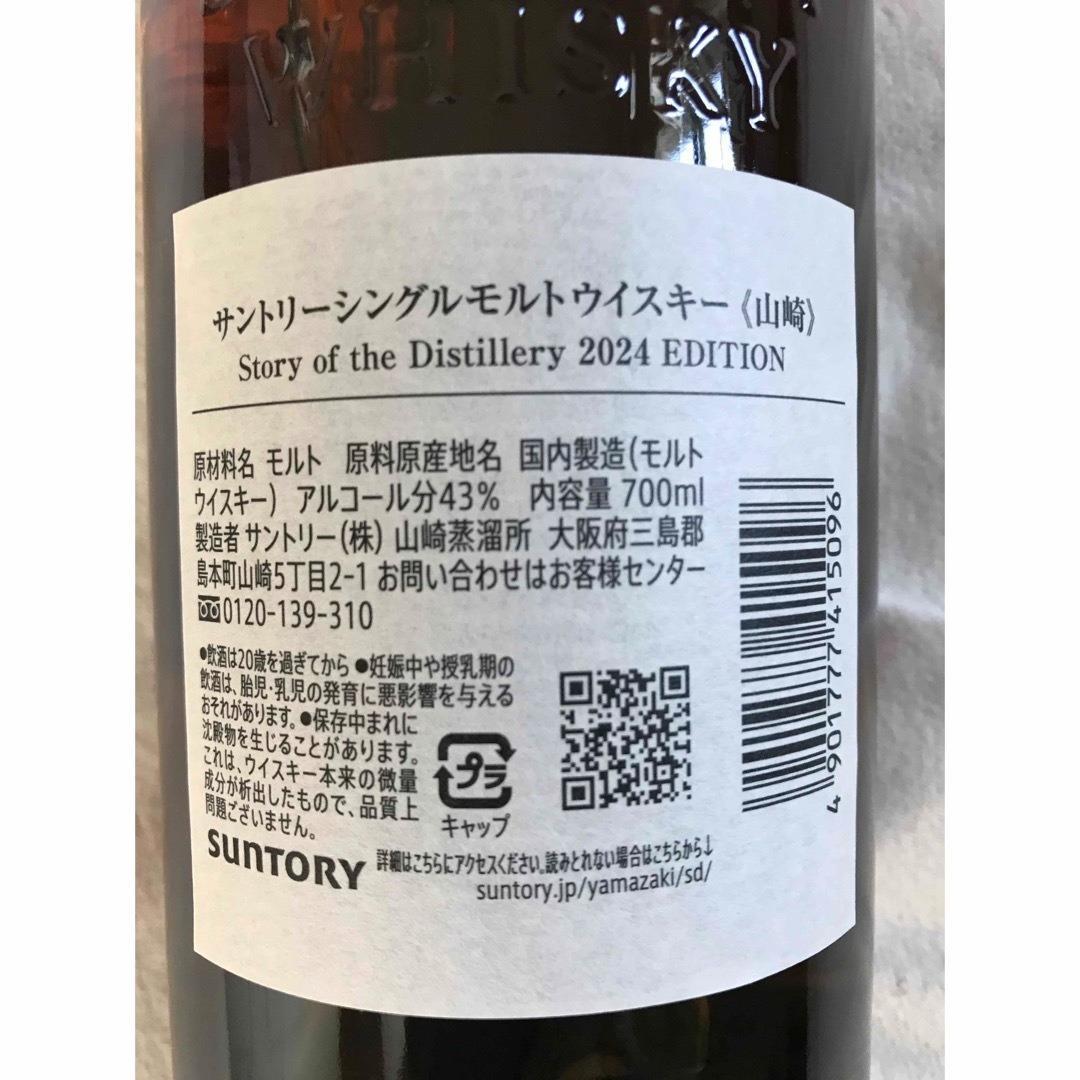 WHISKY
サントリーシングルモルトウイスキー《山崎》
Story of the Distillery 2024 EDITION
原材料名 モルト　原料原産地名 国内製造(モルト
ウイスキー)　アルコール分43%　内容量 700ml
製造者 サントリー(株) 山崎蒸溜所　大阪府三島郡
島本町山崎5丁目2-1 お問い合わせはお客様センター
0120-139-310
●飲酒は20歳を過ぎてから ●妊娠中や授乳期の
飲酒は、胎児・乳児の発育に悪影響を与える
おそれがあります。●保存中まれに
沈殿物を生じることがあります。
これは、ウイスキー本来の微量
成分が析出したもので、品質上
問題ございません。
プラ
キャップ
SUNTORY
詳細はこちらにアクセスください。読みとれない場合はこちらから↓
suntory.jp/yamazaki/sd/
4 901777 415096